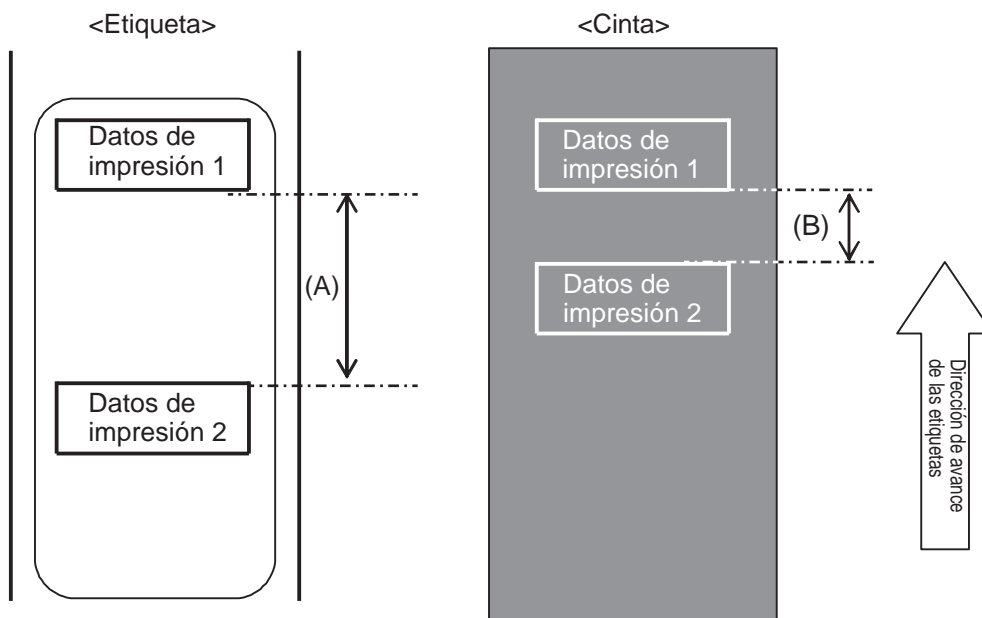 <Etiqueta>
Datos de
impresión 1
(A)
Datos de
impresión 2
<Cinta>
Datos de
impresión 1
(B)
Datos de
impresión 2
Dirección de avance
de las etiquetas